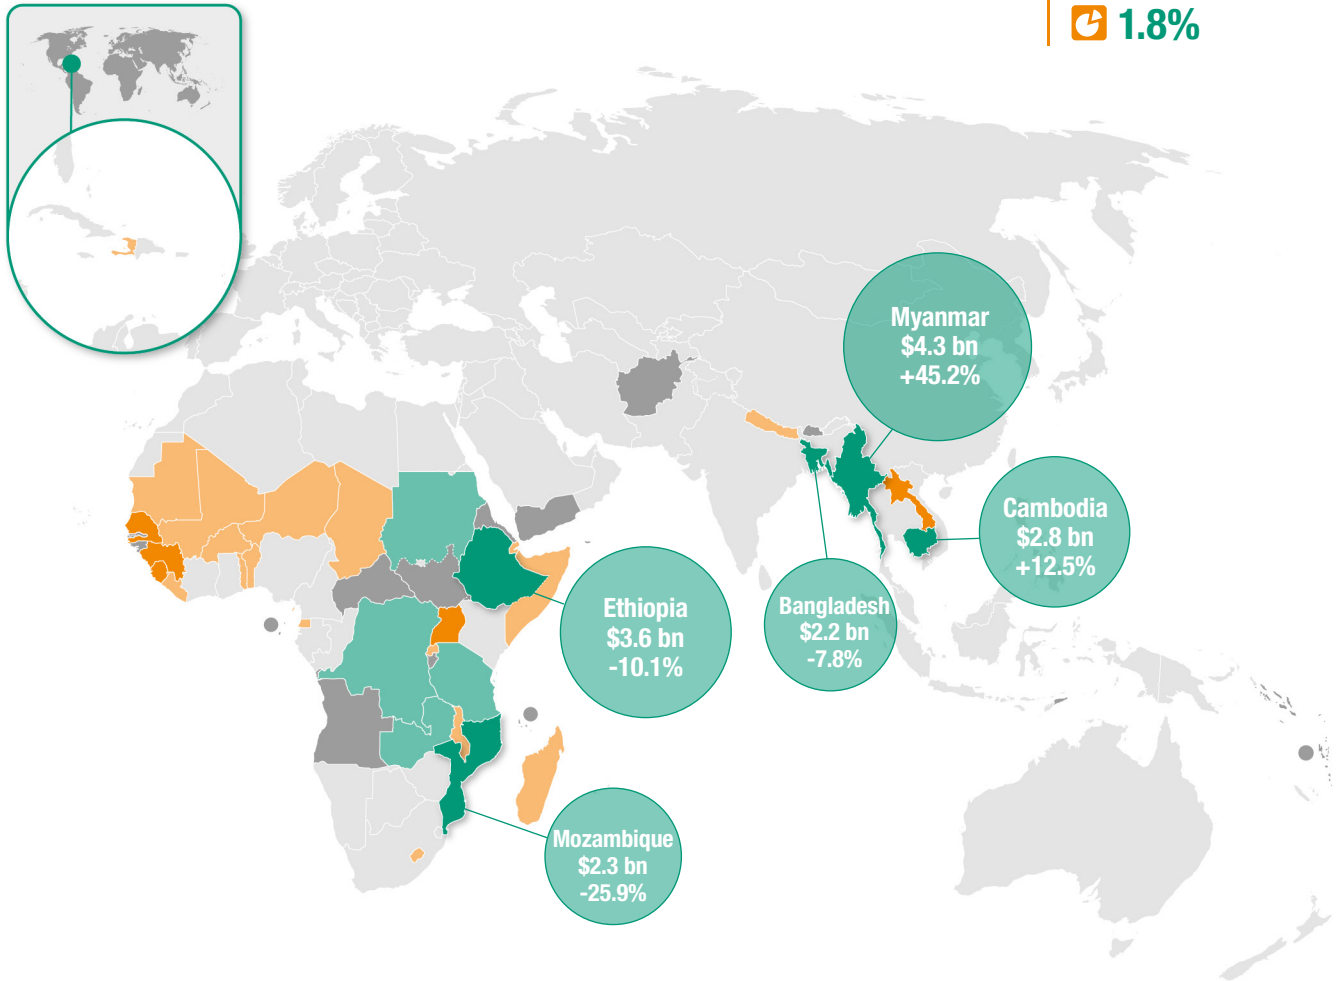 1.8%
Myanmar
$4.3 bn
+45.2%
Cambodia
$2.8 bn
+12.5%
Ethiopia
$3.6 bn
-10.1%
Bangladesh
$2.2 bn
-7.8%
Mozambique
$2.3 bn
-25.9%